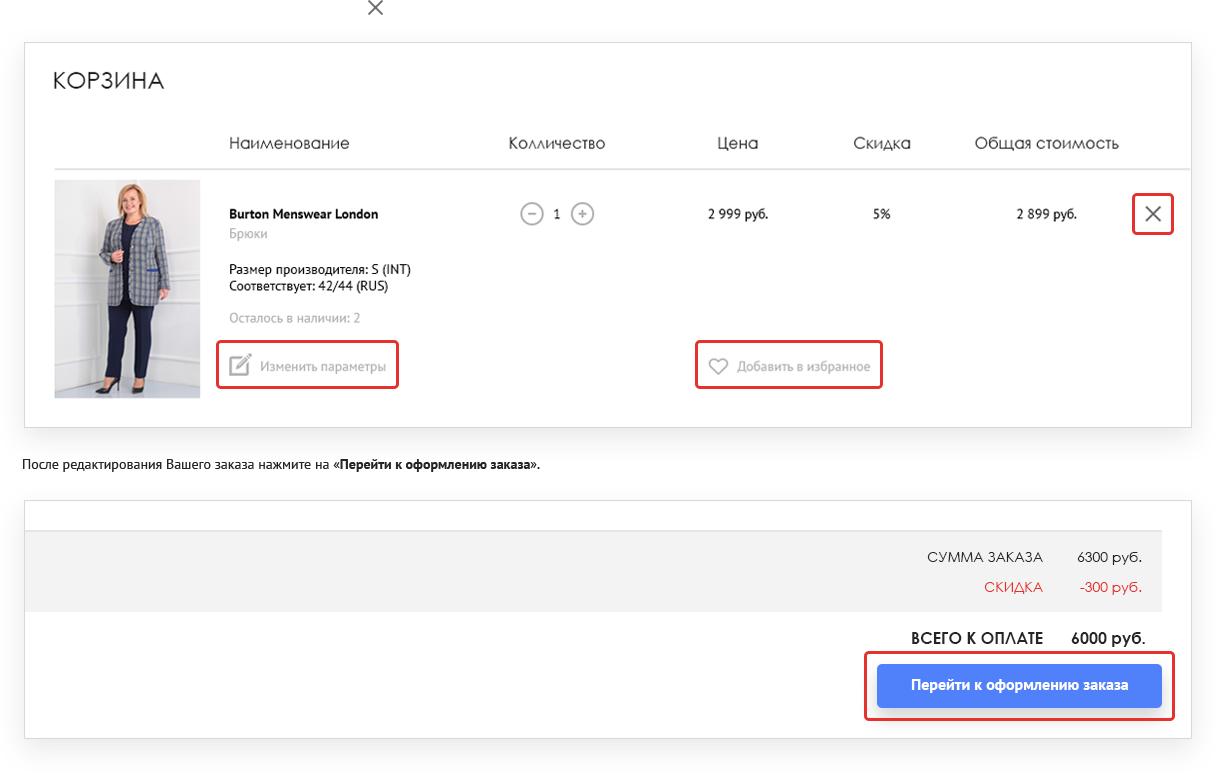 КОРЗИНА
Наименование Колличество Цена Скидка Общая стоимость
Burton Menswear London 1 2 999 руб. 5% 2 899 руб.
Брюки
Размер производителя: S (INT)
Соответствует: 42/44 (RUS)
Осталось в наличии: 2
Изменить параметры Добавить в избранное
После редактирования Вашего заказа нажмите на «Перейти к оформлению заказа».
СУММА ЗАКАЗА 6300 руб.
СКИДКА -300 руб.
ВСЕГО К ОПЛАТЕ 6000 руб.
Перейти к оформлению заказа